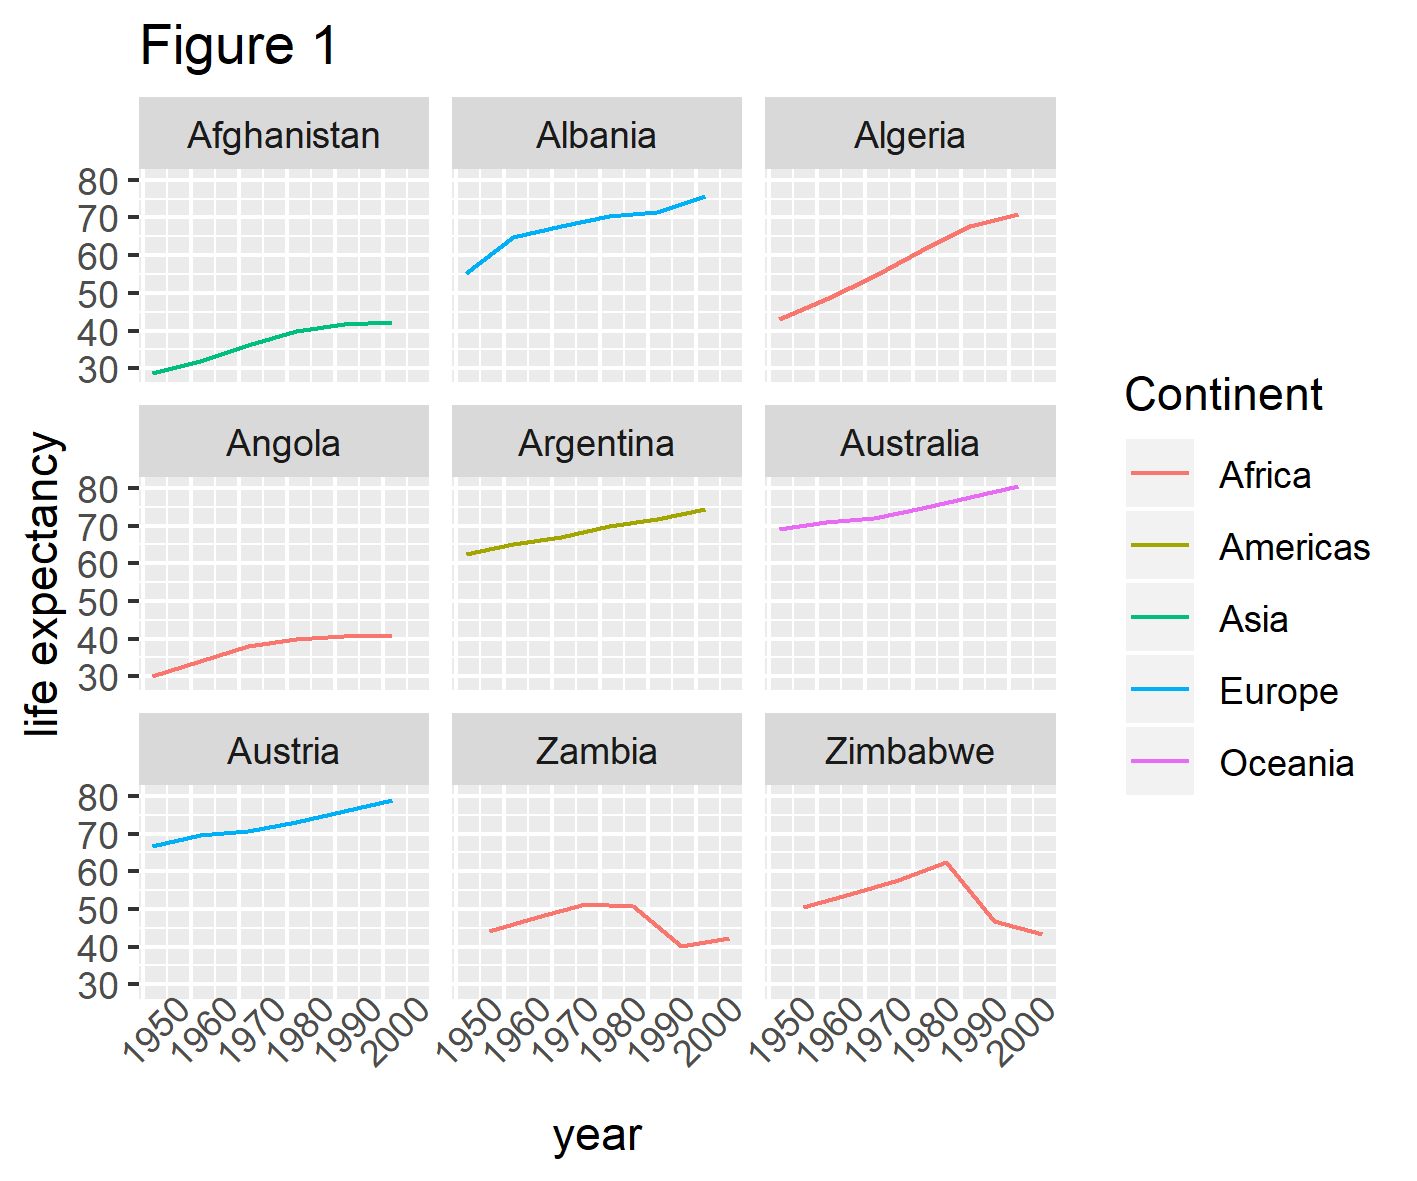 Figure 1
Afghanistan
Albania
Algeria
80
70
60
50
40
30
Angola
Argentina
Australia
80
70
60
50
40
30
Austria
Zambia
Zimbabwe
80
70
60
50
40
30
1950
1960
1970
1980
1990
2000
1950
1960
1970
1980
1990
2000
1950
1960
1970
1980
1990
2000
life expectancy
year
Continent
Africa
Americas
Asia
Europe
Oceania